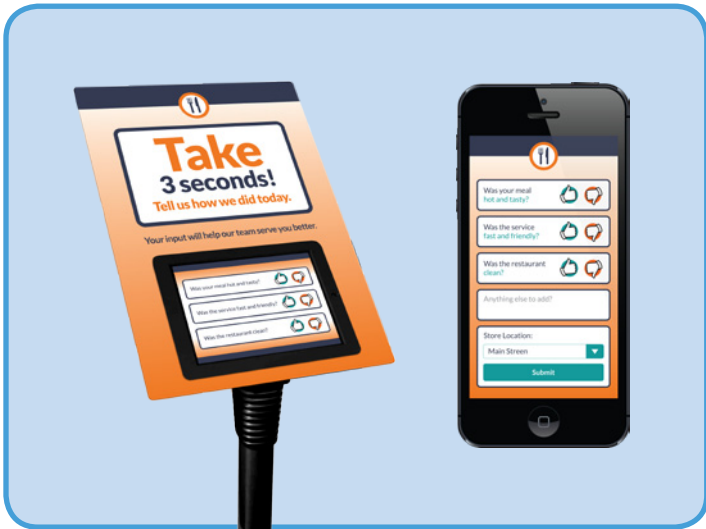 Take
3 seconds!
Tell us how we did today.
Your input will help our team serve you better.
Was your meal hot and tasty?
Was the service fast and friendly?
Was the restaurant clean?
Was your meal
hot and tasty?
Was the service
fast and friendly?
Was the restaurant
clean?
Anything else to add?
Store Location:
Main Streen
Submit